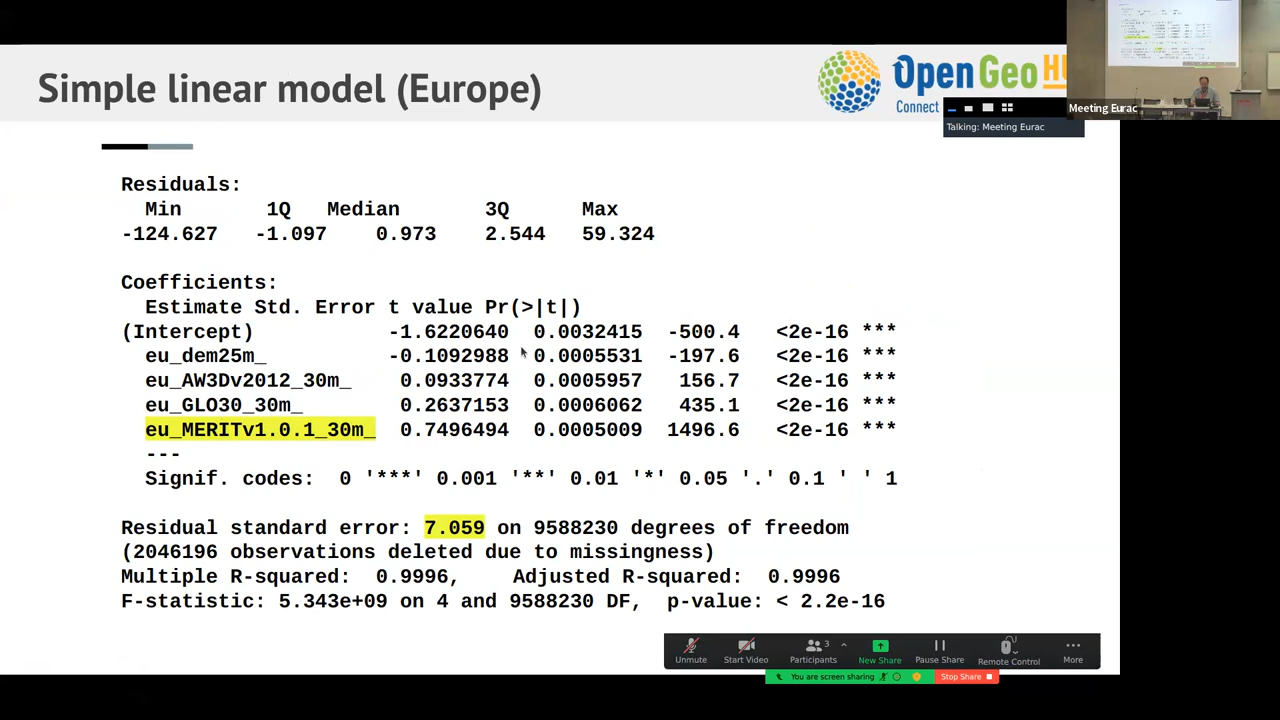 Simple linear model (Europe)
OpenGeoHU
Connect
Meeting Eurac
Talking: Meeting Eurac
Residuals:
Min 1Q Median 3Q Max
-124.627 -1.097 0.973 2.544 59.324
Coefficients:
Estimate Std. Error t value Pr(>|t|)
(Intercept) -1.6220640 0.0032415 -500.4 <2e-16 ***
eu_dem25m_ -0.1092988 0.0005531 -197.6 <2e-16 ***
eu_AW3Dv2012_30m_ 0.0933774 0.0005957 156.7 <2e-16 ***
eu_GLO30_30m_ 0.2637153 0.0006062 435.1 <2e-16 ***
eu_MERITv1.0.1_30m_ 0.7496494 0.0005009 1496.6 <2e-16 ***
---
Signif. codes: 0 '***' 0.001 '**' 0.01 '*' 0.05 '.' 0.1 ' ' 1
Residual standard error: 7.059 on 9588230 degrees of freedom
(2046196 observations deleted due to missingness)
Multiple R-squared: 0.9996, Adjusted R-squared: 0.9996
F-statistic: 5.343e+09 on 4 and 9588230 DF, p-value: < 2.2e-16
3
Unmute Start Video Participants New Share Pause Share Remote Control More
You are screen sharing Stop Share